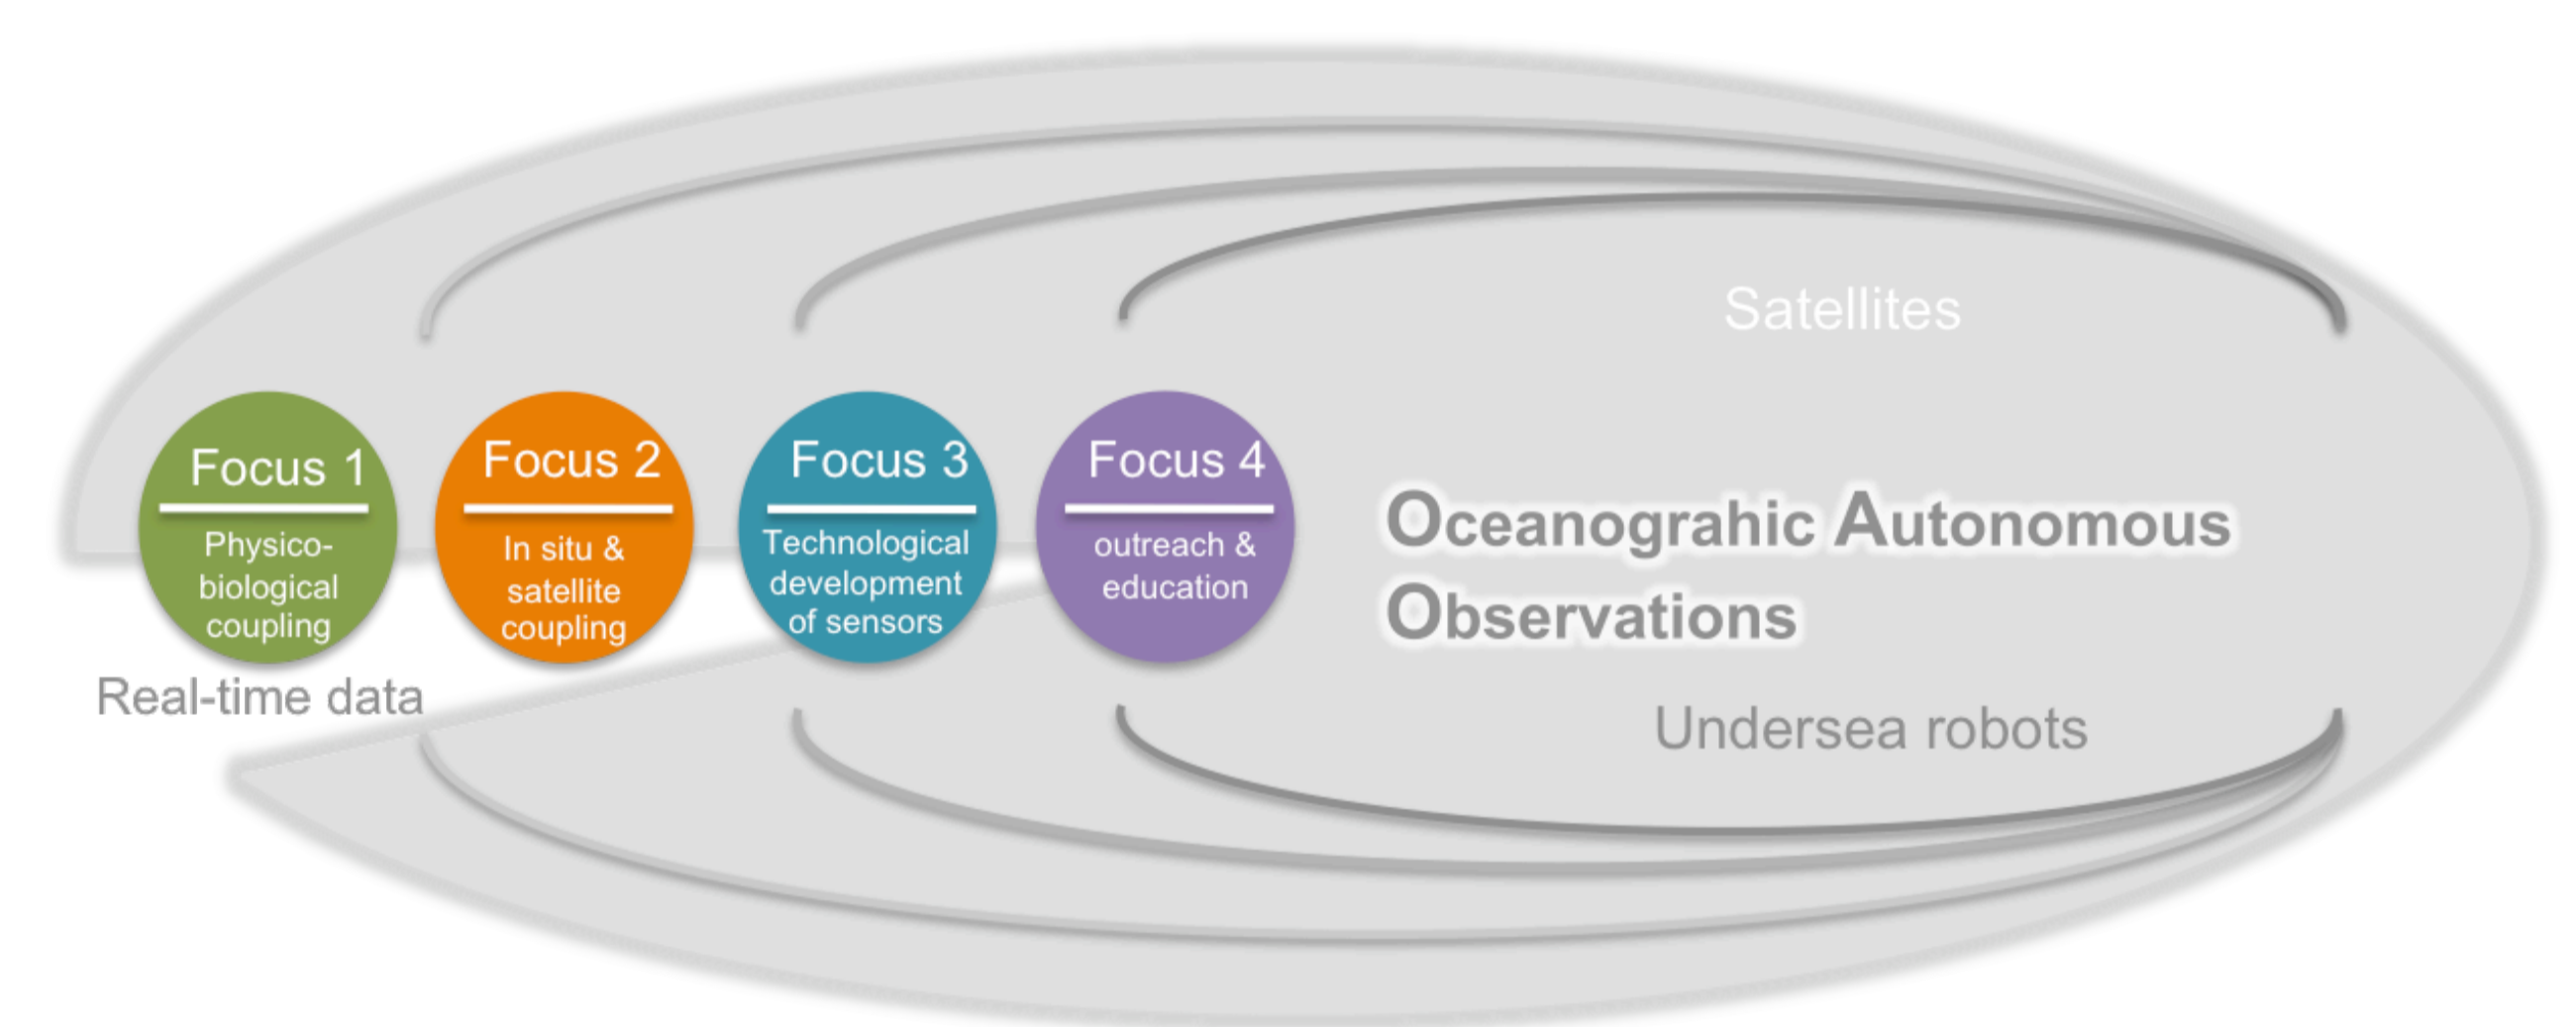 Satellites
Focus 1
Physico-
biological
coupling
Focus 2
In situ &
satellite
coupling
Focus 3
Technological
development
of sensors
Focus 4
outreach &
education
Oceanograhic Autonomous
Observations
Real-time data
Undersea robots